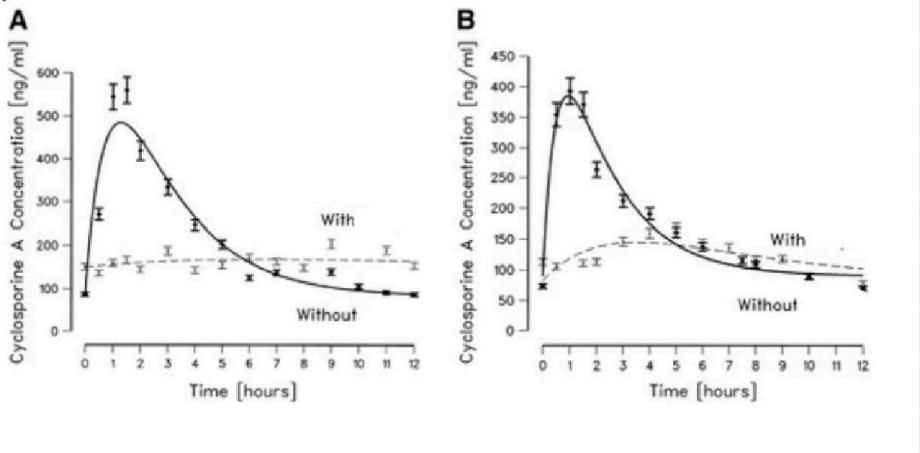 A
Cyclosporine A Concentration [ng/ml]
600
500
400
300
200
100
0
With
Without
0 1 2 3 4 5 6 7 8 9 10 11 12
Time [hours]
B
Cyclosporine A Concentration [ng/ml]
450
400
350
300
250
200
150
100
50
0
With
Without
0 1 2 3 4 5 6 7 8 9 10 11 12
Time [hours]